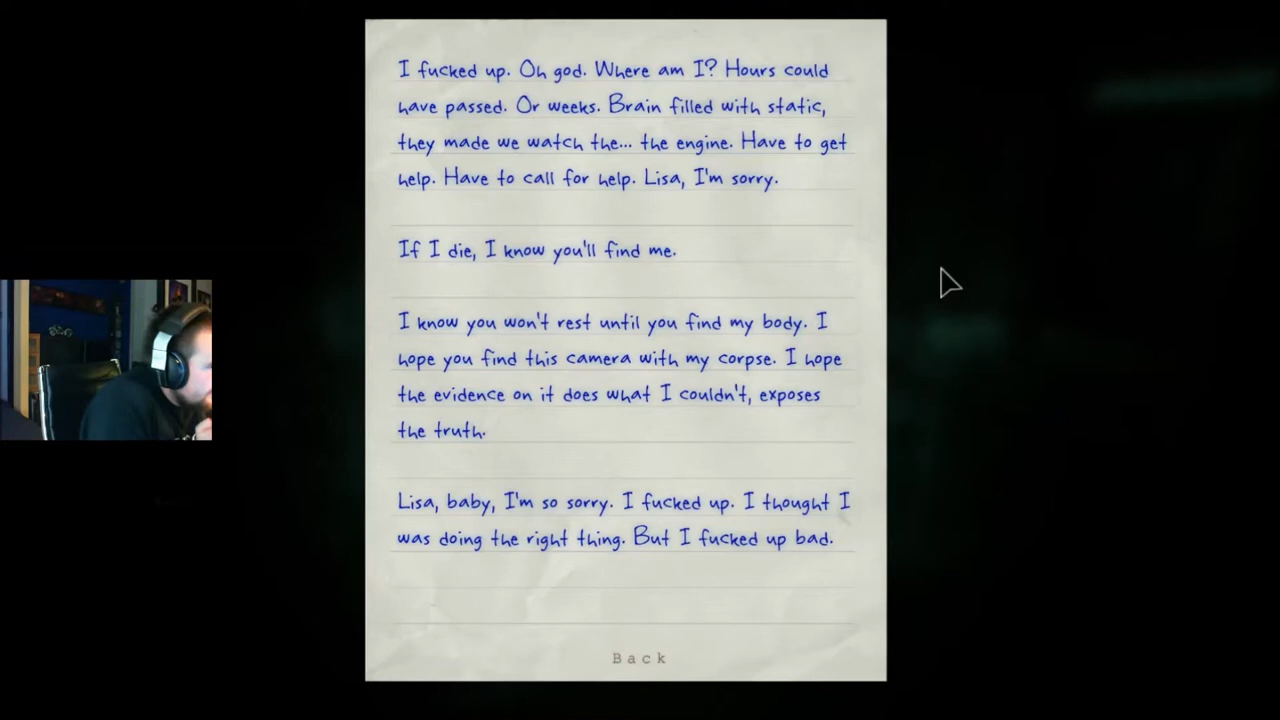 I fucked up. Oh god. Where am I? Hours could
have passed. Or weeks. Brain filled with static,
they made we watch the... the engine. Have to get
help. Have to call for help. Lisa, I'm sorry.
If I die, I know you'll find me.
I know you won't rest until you find my body. I
hope you find this camera with my corpse. I hope
the evidence on it does what I couldn't, exposes
the truth.
Lisa, baby, I'm so sorry. I fucked up. I thought I
was doing the right thing. But I fucked up bad.
Back